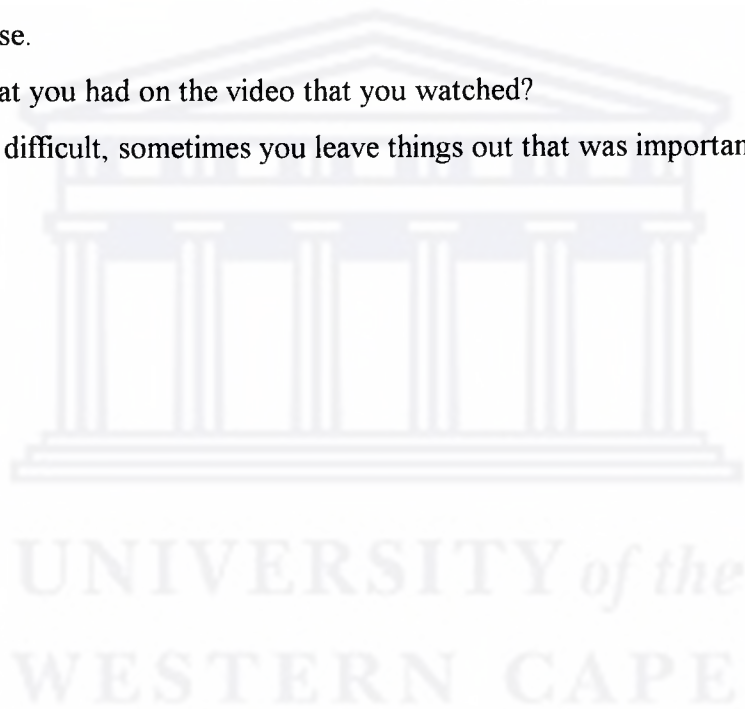 se.
at you had on the video that you watched?
difficult, sometimes you leave things out that was importan
UNIVERSITY of the
WESTERN CAPE